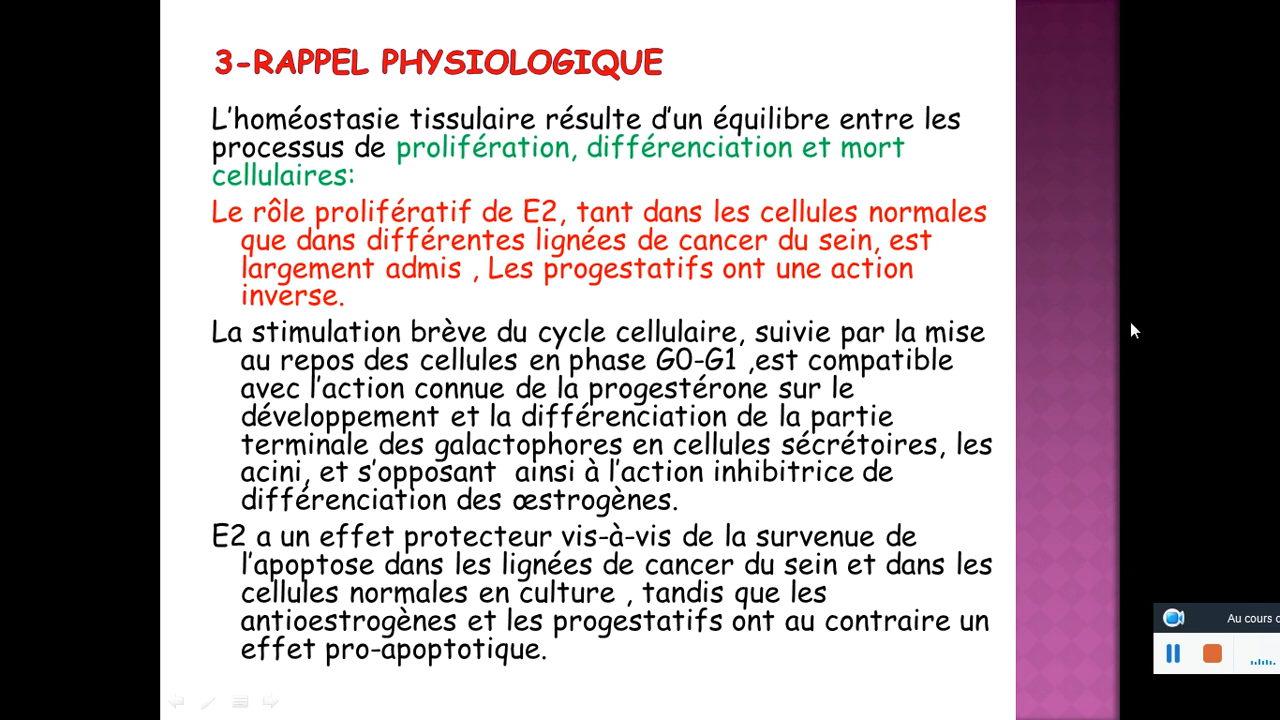 3-RAPPEL PHYSIOLOGIQUE
L'homéostasie tissulaire résulte d'un équilibre entre les
processus de prolifération, différenciation et mort
cellulaires:
Le rôle prolifératif de E2, tant dans les cellules normales
que dans différentes lignées de cancer du sein, est
largement admis , Les progestatifs ont une action
inverse.
La stimulation brève du cycle cellulaire, suivie par la mise
au repos des cellules en phase G0-G1 ,est compatible
avec l'action connue de la progestérone sur le
développement et la différenciation de la partie
terminale des galactophores en cellules sécrétoires, les
acini, et s'opposant ainsi à l'action inhibitrice de
différenciation des œstrogènes.
E2 a un effet protecteur vis-à-vis de la survenue de
l'apoptose dans les lignées de cancer du sein et dans les
cellules normales en culture , tandis que les
antioestrogènes et les progestatifs ont au contraire un
effet pro-apoptotique.
Au cours